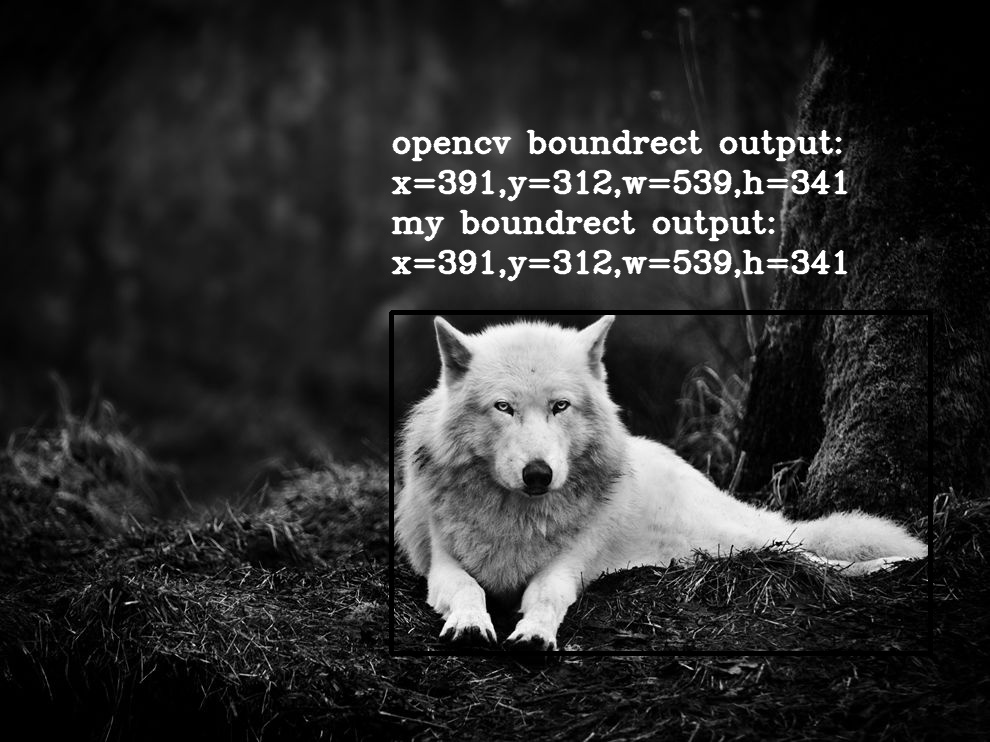 opencv boundrect output:
x=391,y=312,w=539,h=341
my boundrect output:
x=391,y=312,w=539,h=341